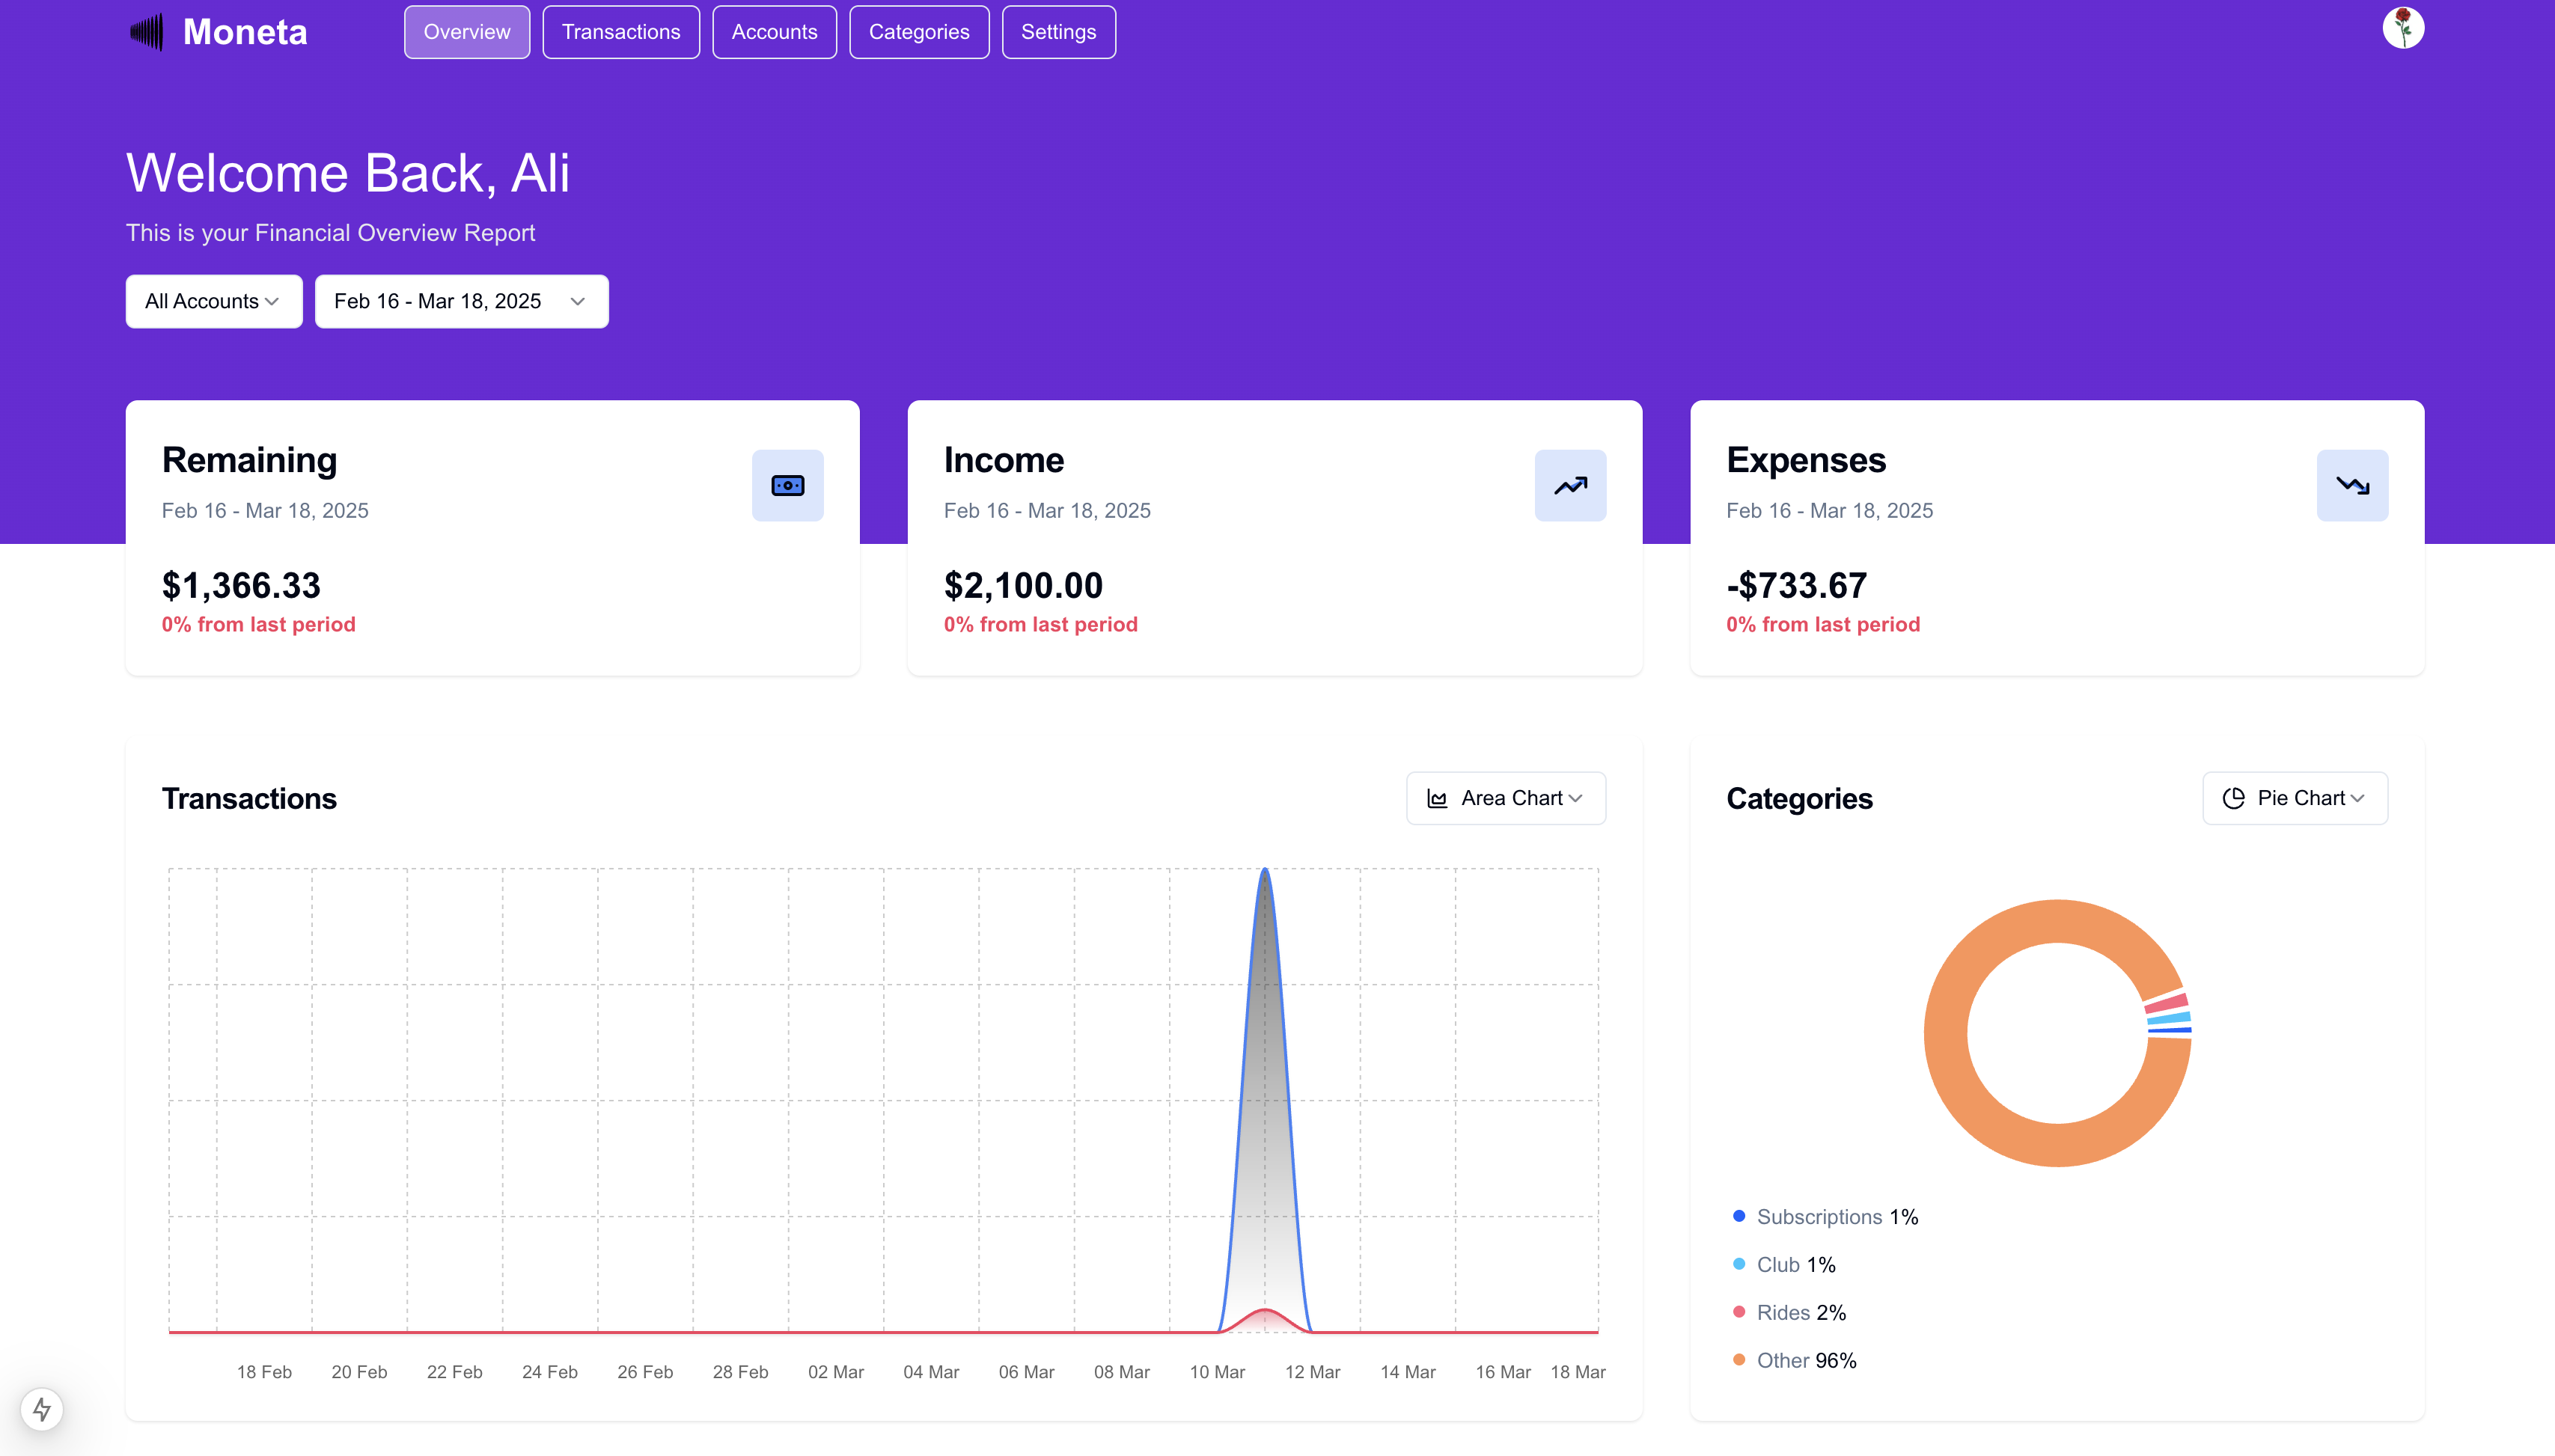 Moneta
Overview
Transactions
Accounts
Categories
Settings
Welcome Back, Ali
This is your Financial Overview Report
All Accounts
Feb 16 - Mar 18, 2025
Remaining
Feb 16 - Mar 18, 2025
$1,366.33
0% from last period
Income
Feb 16 - Mar 18, 2025
$2,100.00
0% from last period
Expenses
Feb 16 - Mar 18, 2025
-$733.67
0% from last period
Transactions
Area Chart
18 Feb
20 Feb
22 Feb
24 Feb
26 Feb
28 Feb
02 Mar
04 Mar
06 Mar
08 Mar
10 Mar
12 Mar
14 Mar
16 Mar
18 Mar
Categories
Pie Chart
Subscriptions 1%
Club 1%
Rides 2%
Other 96%